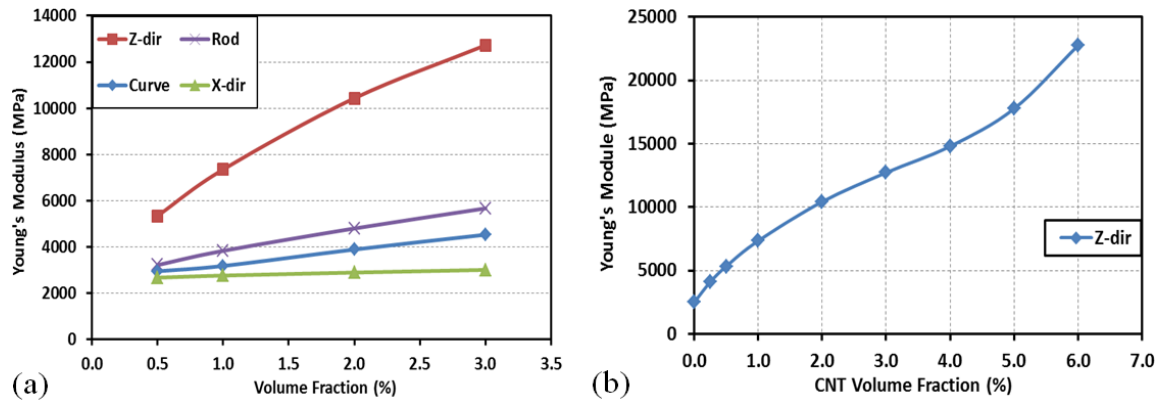 14000
12000
10000
8000
6000
4000
2000
0
Young's Modulus (MPa)
Z-dir Rod
Curve X-dir
0.0 0.5 1.0 1.5 2.0 2.5 3.0 3.5
Volume Fraction (%)
(a)
25000
20000
15000
10000
5000
0
Young's Module (MPa)
Z-dir
0.0 1.0 2.0 3.0 4.0 5.0 6.0 7.0
CNT Volume Fraction (%)
(b)